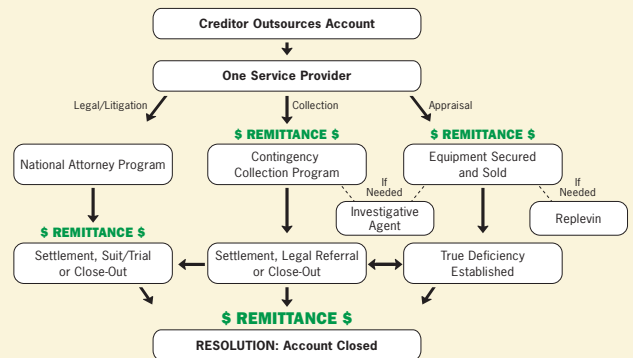 Creditor Outsources Account
One Service Provider
Legal/Litigation
Collection
Appraisal
$ REMITTANCE $
$ REMITTANCE $
National Attorney Program
Contingency
Collection Program
Equipment Secured
and Sold
If
Needed
If
Needed
Investigative
Agent
Replevin
$ REMITTANCE $
Settlement, Suit/Trial
or Close-Out
Settlement, Legal Referral
or Close-Out
True Deficiency
Established
$ REMITTANCE $
RESOLUTION: Account Closed